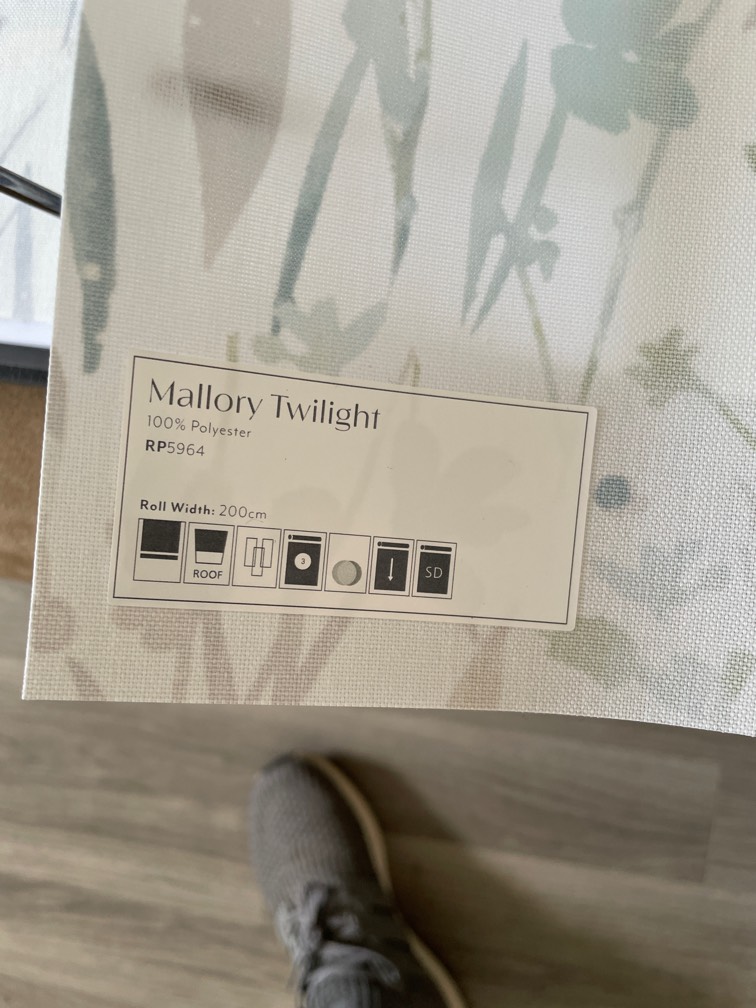 Mallory Twilight
100% Polyester
RP5964
Roll Width: 200cm
ROOF 3 SD